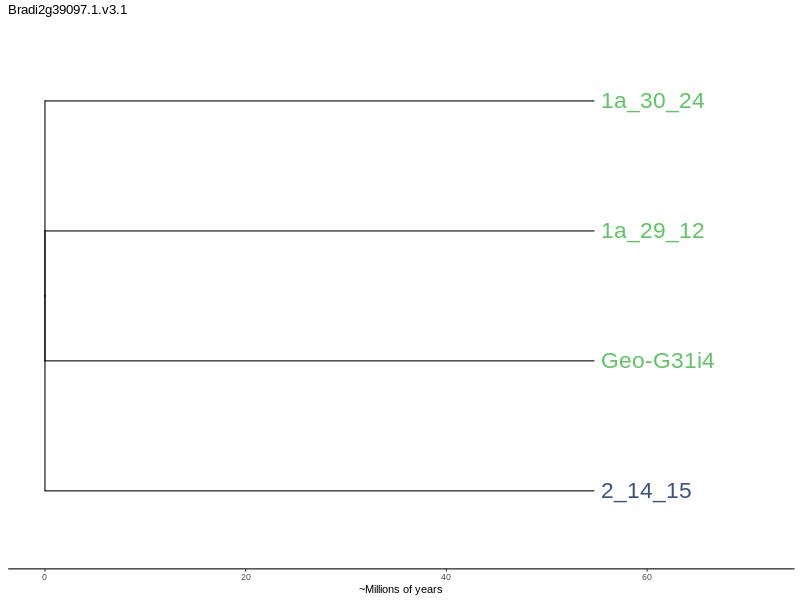 Bradi2g39097.1.v3.1
1a_30_24
1a_29_12
Geo-G31i4
2_14_15
0 20 40 60
~Millions of years